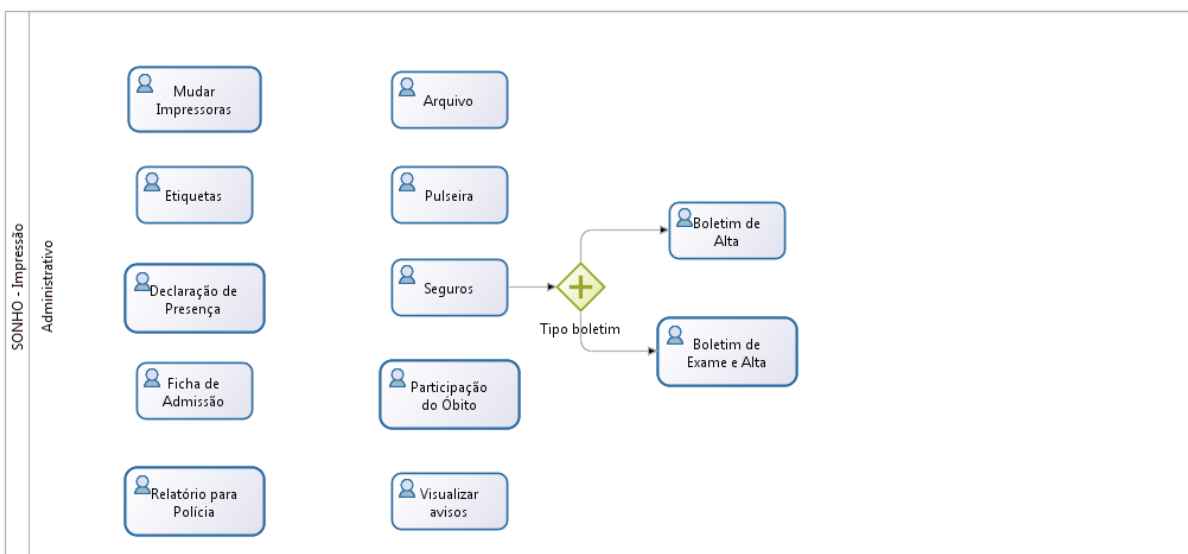 SONHO - Impressão
Administrativo
Mudar
Impressoras
Etiquetas
Declaração de
Presença
Ficha de
Admissão
Relatório para
Polícia
Arquivo
Pulseira
Seguros
Participação
do Óbito
Visualizar
avisos
Tipo boletim
Boletim de
Alta
Boletim de
Exame e Alta